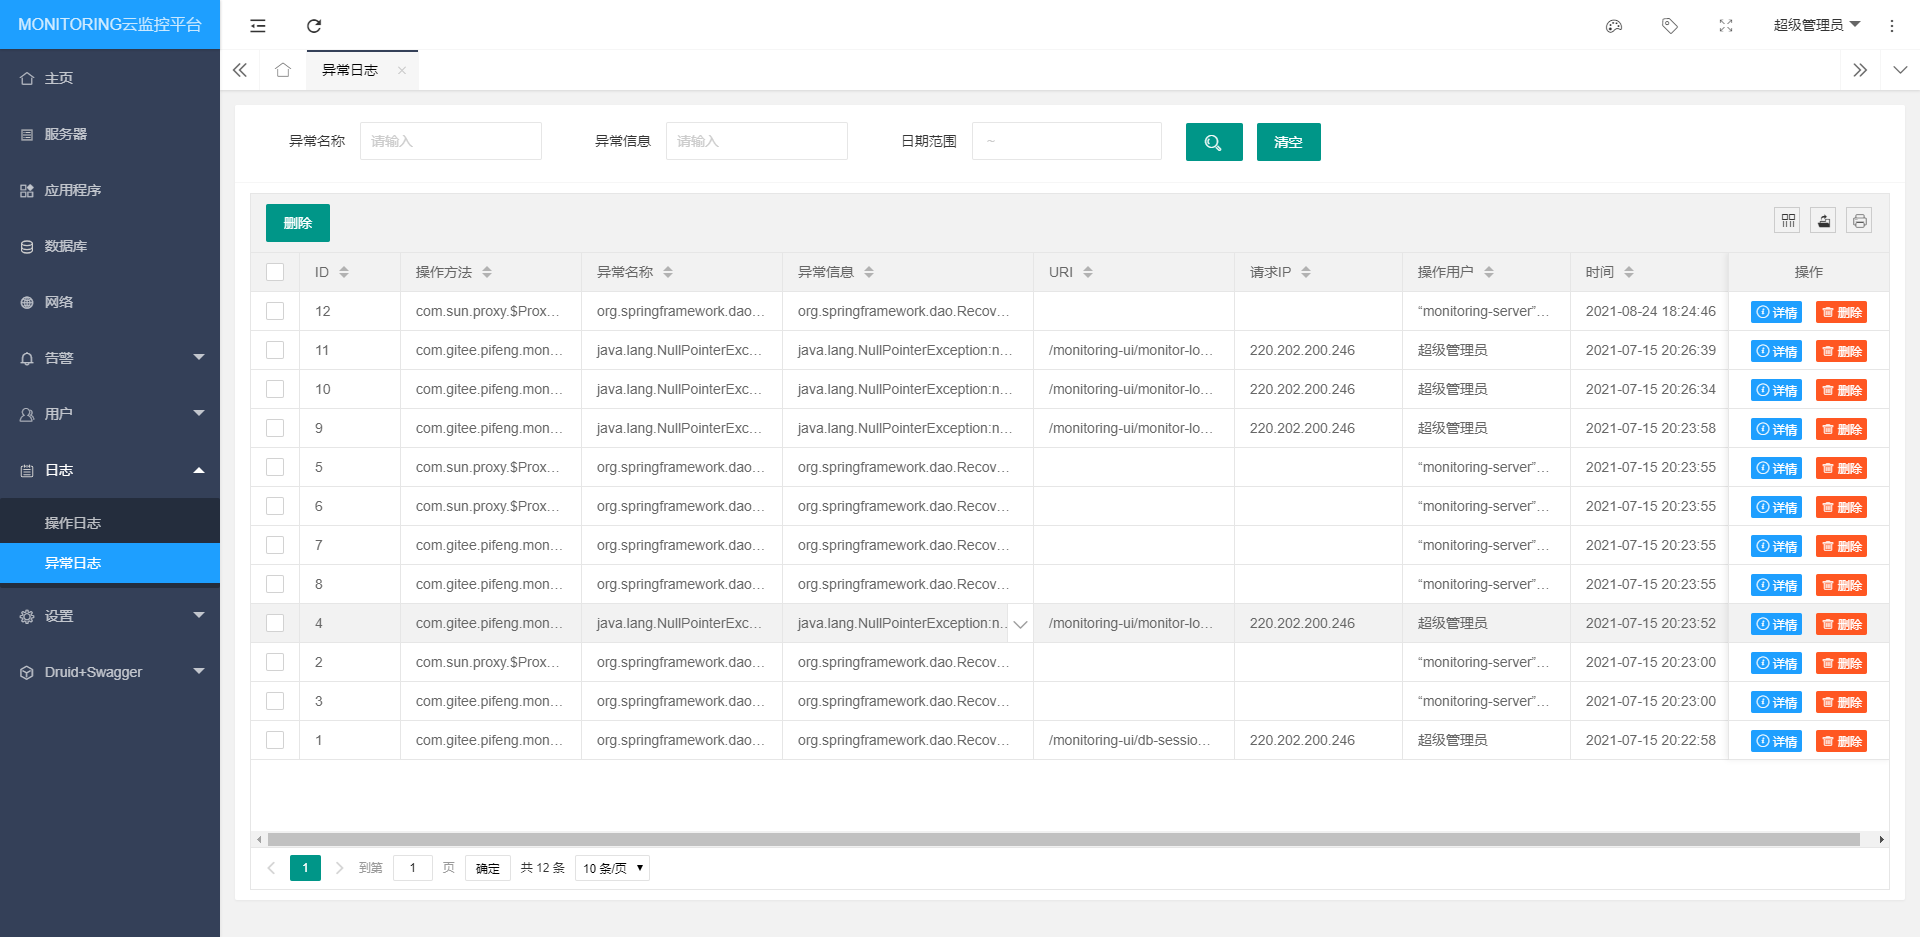 MONITORING云监控平台
超级管理员
主页
服务器
应用程序
数据库
网络
告警
用户
日志
操作日志
异常日志
设置
Druid+Swagger
异常日志
异常名称 请输入 异常信息 请输入 日期范围 ~ 清空
删除
ID 操作方法 异常名称 异常信息 URI 请求IP 操作用户 时间 操作
12 com.sun.proxy.$Prox... org.springframework.dao... org.springframework.dao.Recov... “monitoring-server”... 2021-08-24 18:24:46 详情 删除
11 com.gitee.pifeng.mon... java.lang.NullPointerExc... java.lang.NullPointerException:n... /monitoring-ui/monitor-lo... 220.202.200.246 超级管理员 2021-07-15 20:26:39 详情 删除
10 com.gitee.pifeng.mon... java.lang.NullPointerExc... java.lang.NullPointerException:n... /monitoring-ui/monitor-lo... 220.202.200.246 超级管理员 2021-07-15 20:26:34 详情 删除
9 com.gitee.pifeng.mon... java.lang.NullPointerExc... java.lang.NullPointerException:n... /monitoring-ui/monitor-lo... 220.202.200.246 超级管理员 2021-07-15 20:23:58 详情 删除
5 com.sun.proxy.$Prox... org.springframework.dao... org.springframework.dao.Recov... “monitoring-server”... 2021-07-15 20:23:55 详情 删除
6 com.sun.proxy.$Prox... org.springframework.dao... org.springframework.dao.Recov... “monitoring-server”... 2021-07-15 20:23:55 详情 删除
7 com.gitee.pifeng.mon... org.springframework.dao... org.springframework.dao.Recov... “monitoring-server”... 2021-07-15 20:23:55 详情 删除
8 com.gitee.pifeng.mon... org.springframework.dao... org.springframework.dao.Recov... “monitoring-server”... 2021-07-15 20:23:55 详情 删除
4 com.gitee.pifeng.mon... java.lang.NullPointerExc... java.lang.NullPointerException:n... /monitoring-ui/monitor-lo... 220.202.200.246 超级管理员 2021-07-15 20:23:52 详情 删除
2 com.sun.proxy.$Prox... org.springframework.dao... org.springframework.dao.Recov... “monitoring-server”... 2021-07-15 20:23:00 详情 删除
3 com.gitee.pifeng.mon... org.springframework.dao... org.springframework.dao.Recov... “monitoring-server”... 2021-07-15 20:23:00 详情 删除
1 com.gitee.pifeng.mon... org.springframework.dao... org.springframework.dao.Recov... /monitoring-ui/db-sessio... 220.202.200.246 超级管理员 2021-07-15 20:22:58 详情 删除
1 到第 1 页 确定 共 12 条 10 条/页